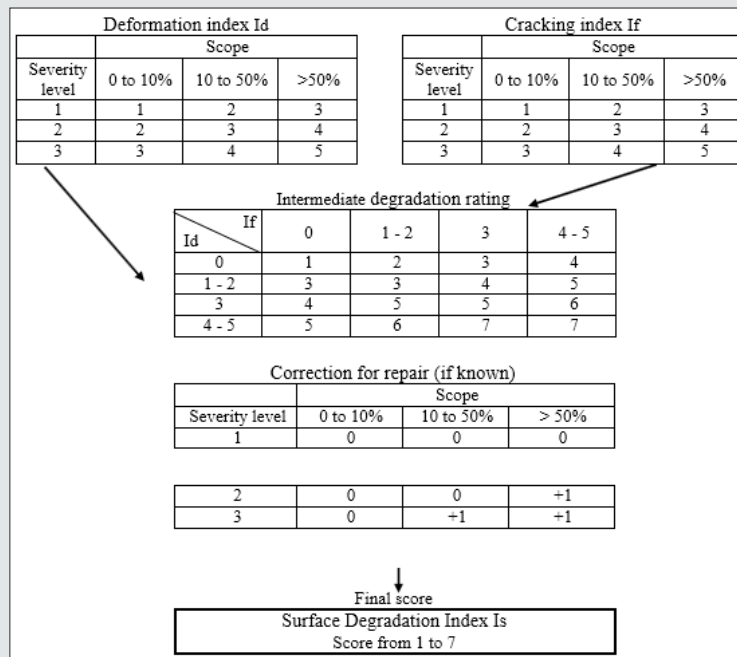 Deformation index Id
Scope
Severity level 0 to 10% 10 to 50% >50%
1 1 2 3
2 2 3 4
3 3 4 5
Cracking index If
Scope
Severity level 0 to 10% 10 to 50% >50%
1 1 2 3
2 2 3 4
3 3 4 5
Intermediate degradation rating
If
Id 0 1 - 2 3 4 - 5
0 1 2 3 4
1 - 2 3 3 4 5
3 4 5 5 6
4 - 5 5 6 7 7
Correction for repair (if known)
Scope
Severity level 0 to 10% 10 to 50% > 50%
1 0 0 0
2 0 0 +1
3 0 +1 +1
Final score
Surface Degradation Index Is
Score from 1 to 7